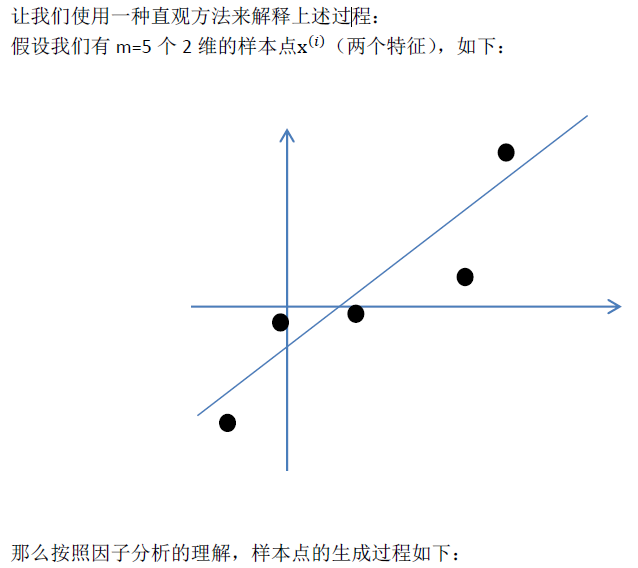 让我们使用一种直观方法来解释上述过程：
假设我们有 m=5 个 2 维的样本点x⁽ⁱ⁾（两个特征），如下：
那么按照因子分析的理解，样本点的生成过程如下：